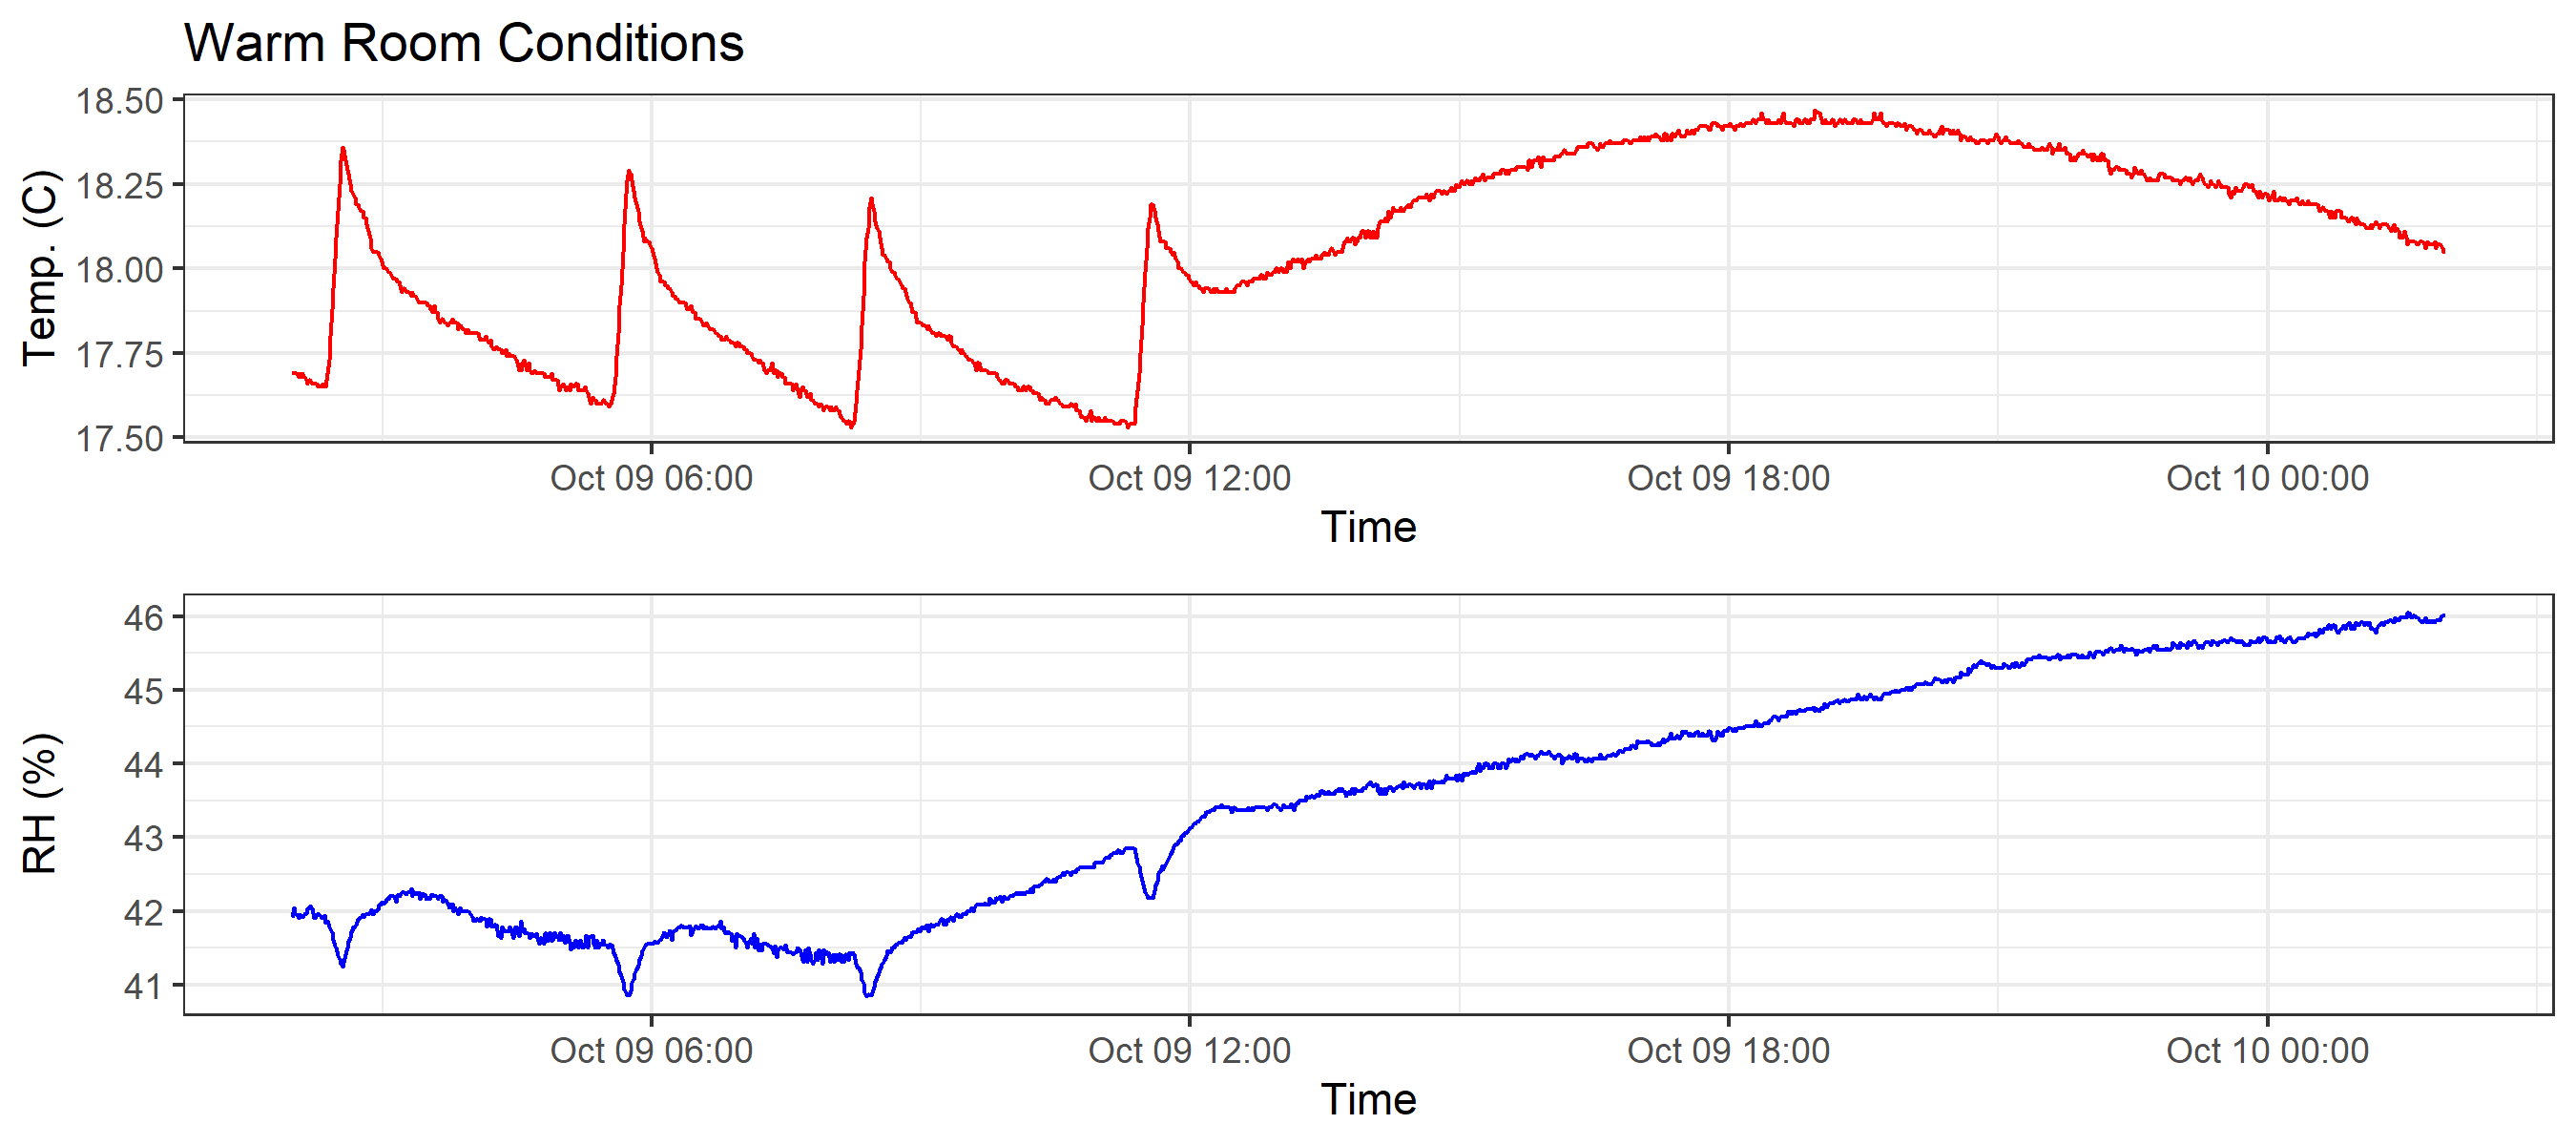 Warm Room Conditions
Temp. (C)
18.50
18.25
18.00
17.75
17.50
Oct 09 06:00 Oct 09 12:00 Oct 09 18:00 Oct 10 00:00
Time
RH (%)
46
45
44
43
42
41
Oct 09 06:00 Oct 09 12:00 Oct 09 18:00 Oct 10 00:00
Time